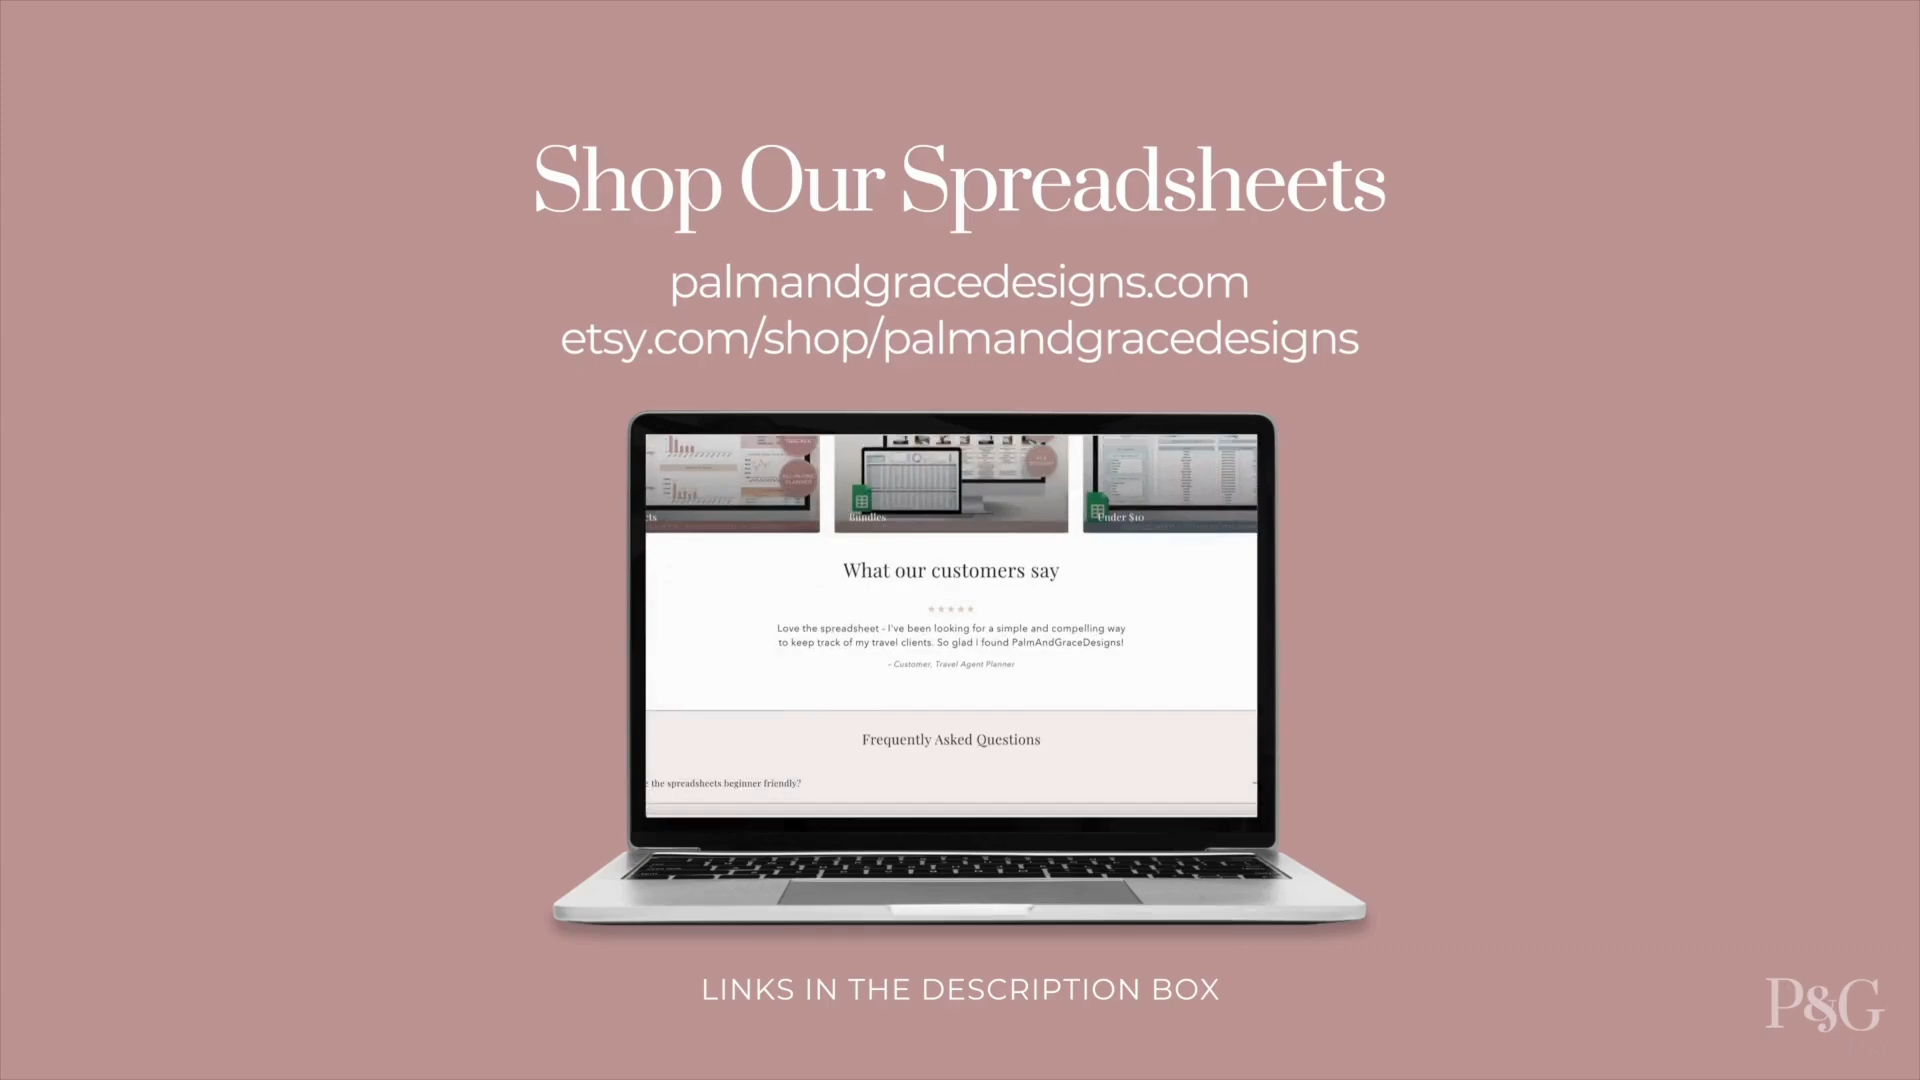 Shop Our Spreadsheets
palmandgracedesigns.com
etsy.com/shop/palmandgracedesigns
Bundles
Under $10
What our customers say
Love the spreadsheet - I've been looking for a simple and compelling way
to keep track of my travel clients. So glad I found PalmAndGraceDesigns!
- Customer, Travel Agent Planner
Frequently Asked Questions
the spreadsheets beginner friendly?
LINKS IN THE DESCRIPTION BOX
P&G